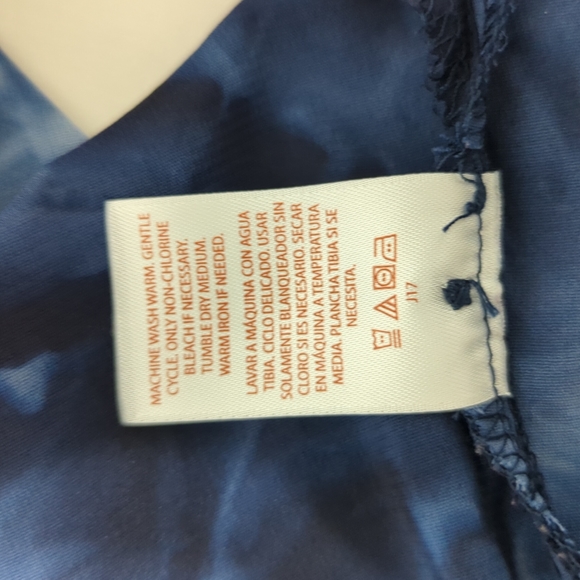 MACHINE WASH WARM. GENTLE
CYCLE. ONLY NON-CHLORINE
BLEACH IF NECESSARY.
TUMBLE DRY MEDIUM.
WARM IRON IF NEEDED.
LAVAR A MÁQUINA CON AGUA
TIBIA. CICLO DELICADO. USAR
SOLAMENTE BLANQUEADOR SIN
CLORO SI ES NECESARIO. SECAR
EN MÁQUINA A TEMPERATURA
MEDIA. PLANCHA TIBIA SI SE
NECESITA.
J17